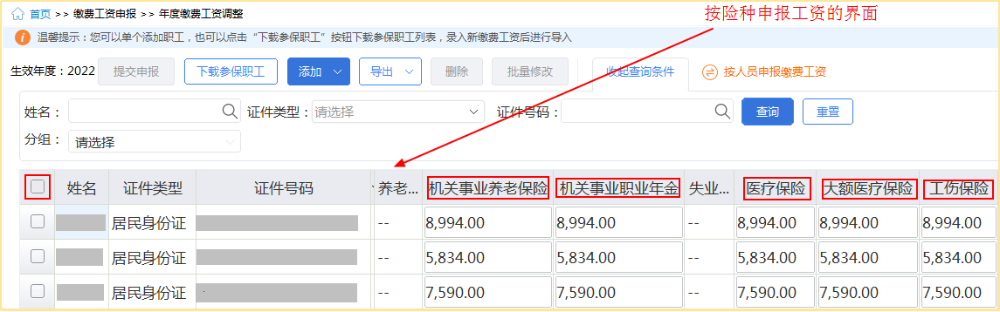 首页 >> 缴费工资申报 >> 年度缴费工资调整
按险种申报工资的界面
温馨提示：您可以单个添加职工，也可以点击“下载参保职工”按钮下载参保职工列表，录入新缴费工资后进行导入
生效年度：2022 提交申报 下载参保职工 添加 导出 删除 批量修改 收起查询条件 按人员申报缴费工资
姓名： 证件类型： 请选择 证件号码： 查询 重置
分组： 请选择
姓名 证件类型 证件号码 养老... 机关事业养老保险 机关事业职业年金 失业... 医疗保险 大额医疗保险 工伤保险
居民身份证 -- 8,994.00 8,994.00 -- 8,994.00 8,994.00 8,994.00
居民身份证 -- 5,834.00 5,834.00 -- 5,834.00 5,834.00 5,834.00
居民身份证 -- 7,590.00 7,590.00 -- 7,590.00 7,590.00 7,590.00